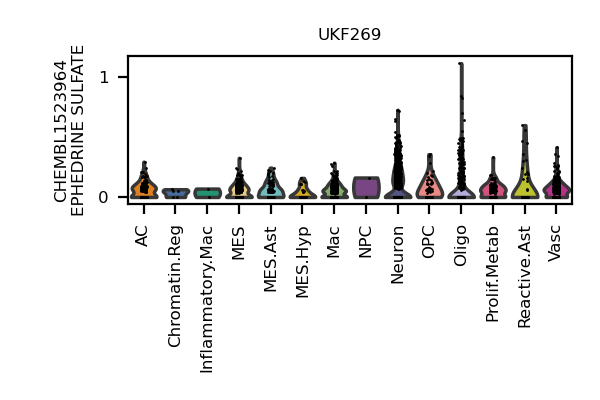 UKF269
CHEMBL1523964
EPHEDRINE SULFATE
1
0
AC
Chromatin.Reg
Inflammatory.Mac
MES
MES.Ast
MES.Hyp
Mac
NPC
Neuron
OPC
Oligo
Prolif.Metab
Reactive.Ast
Vasc